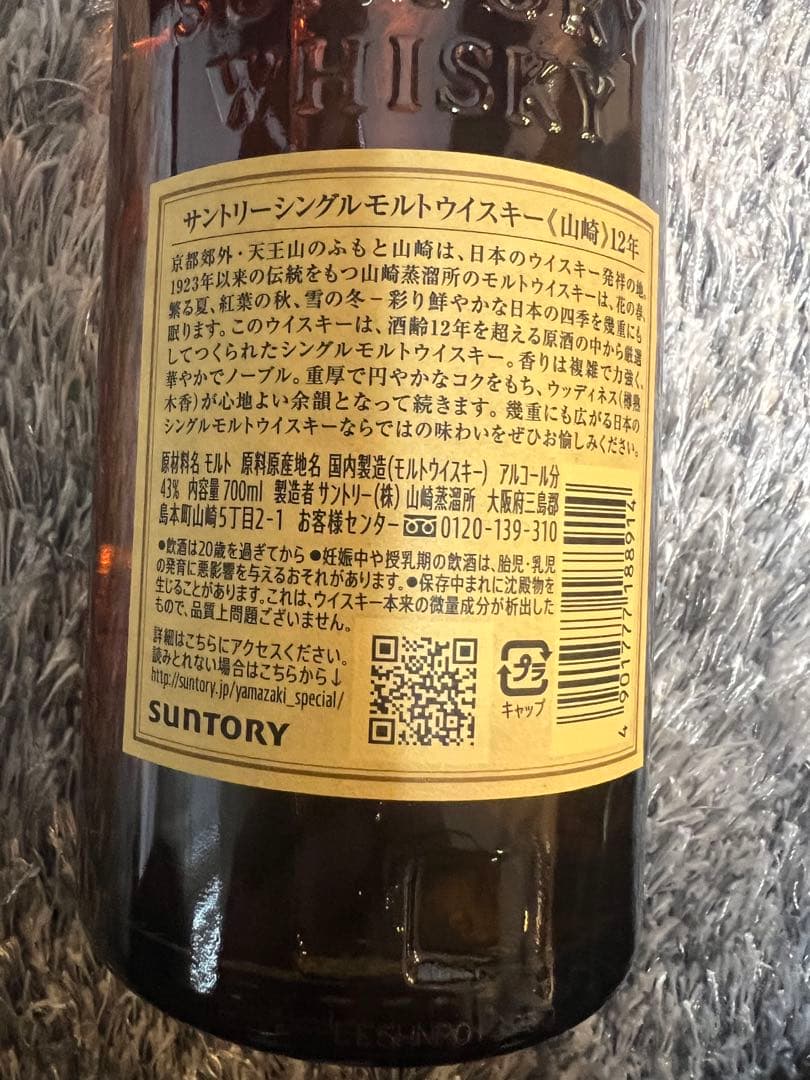 SUNTORY
WHISKY
サントリーシングルモルトウイスキー《山崎》12年
京都郊外・天王山のふもと山崎は、日本のウイスキー発祥の地。
1923年以来の伝統をもつ山崎蒸溜所のモルトウイスキーは、花の春、
繁る夏、紅葉の秋、雪の冬－彩り鮮やかな日本の四季を幾重にも
眠ります。このウイスキーは、酒齢12年を超える原酒の中から厳選
してつくられたシングルモルトウイスキー。香りは複雑で力強く、
華やかでノーブル。重厚で円やかなコクをもち、ウッディネス(樽熟
木香)が心地よい余韻となって続きます。幾重にも広がる日本の
シングルモルトウイスキーならではの味わいをぜひお愉しみください。
原材料名 モルト 原料原産地名 国内製造(モルトウイスキー) アルコール分
43% 内容量700ml 製造者 サントリー(株) 山崎蒸溜所 大阪府三島郡
島本町山崎5丁目2-1 お客様センター 0120-139-310
●飲酒は20歳を過ぎてから ●妊娠中や授乳期の飲酒は、胎児・乳児
の発育に悪影響を与えるおそれがあります。●保存中まれに沈殿物を
生じることがあります。これは、ウイスキー本来の微量成分が析出した
もので、品質上問題ございません。
詳細はこちらにアクセスください。
読みとれない場合はこちらから↓
http://suntory.jp/yamazaki_special/
SUNTORY
プラ
キャップ
4 901777 188914